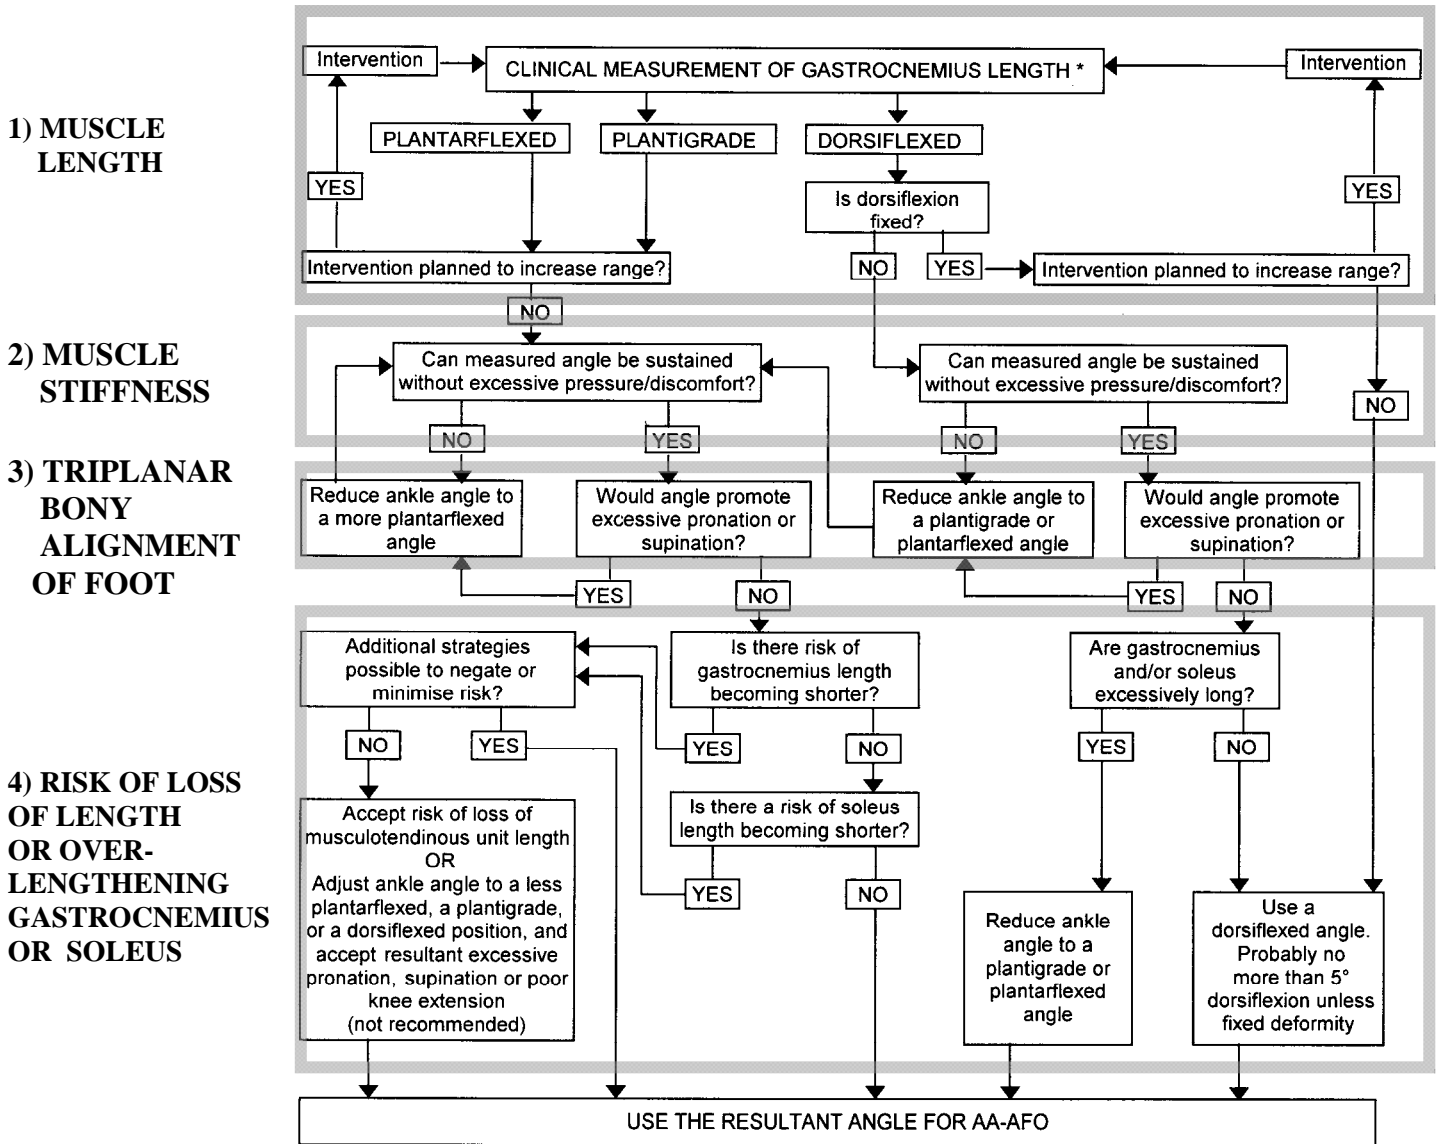 Intervention
CLINICAL MEASUREMENT OF GASTROCNEMIUS LENGTH *
Intervention
1) MUSCLE
LENGTH
PLANTARFLEXED
PLANTIGRADE
DORSIFLEXED
YES
Is dorsiflexion
fixed?
YES
Intervention planned to increase range?
NO
YES
Intervention planned to increase range?
NO
2) MUSCLE
STIFFNESS
Can measured angle be sustained
without excessive pressure/discomfort?
Can measured angle be sustained
without excessive pressure/discomfort?
NO
NO
YES
NO
YES
3) TRIPLANAR
BONY
ALIGNMENT
OF FOOT
Reduce ankle angle to
a more plantarflexed
angle
Would angle promote
excessive pronation or
supination?
Reduce ankle angle to
a plantigrade or
plantarflexed angle
Would angle promote
excessive pronation or
supination?
YES
NO
YES
NO
Additional strategies
possible to negate or
minimise risk?
Is there risk of
gastrocnemius length
becoming shorter?
Are gastrocnemius
and/or soleus
excessively long?
NO
YES
YES
NO
YES
NO
4) RISK OF LOSS
OF LENGTH
OR OVER-
LENGTHENING
GASTROCNEMIUS
OR SOLEUS
Accept risk of loss of
musculotendinous unit length
OR
Adjust ankle angle to a less
plantarflexed, a plantigrade,
or a dorsiflexed position, and
accept resultant excessive
pronation, supination or poor
knee extension
(not recommended)
Is there a risk of soleus
length becoming shorter?
YES
NO
Reduce ankle
angle to a
plantigrade or
plantarflexed
angle
Use a
dorsiflexed angle.
Probably no
more than 5°
dorsiflexion unless
fixed deformity
USE THE RESULTANT ANGLE FOR AA-AFO